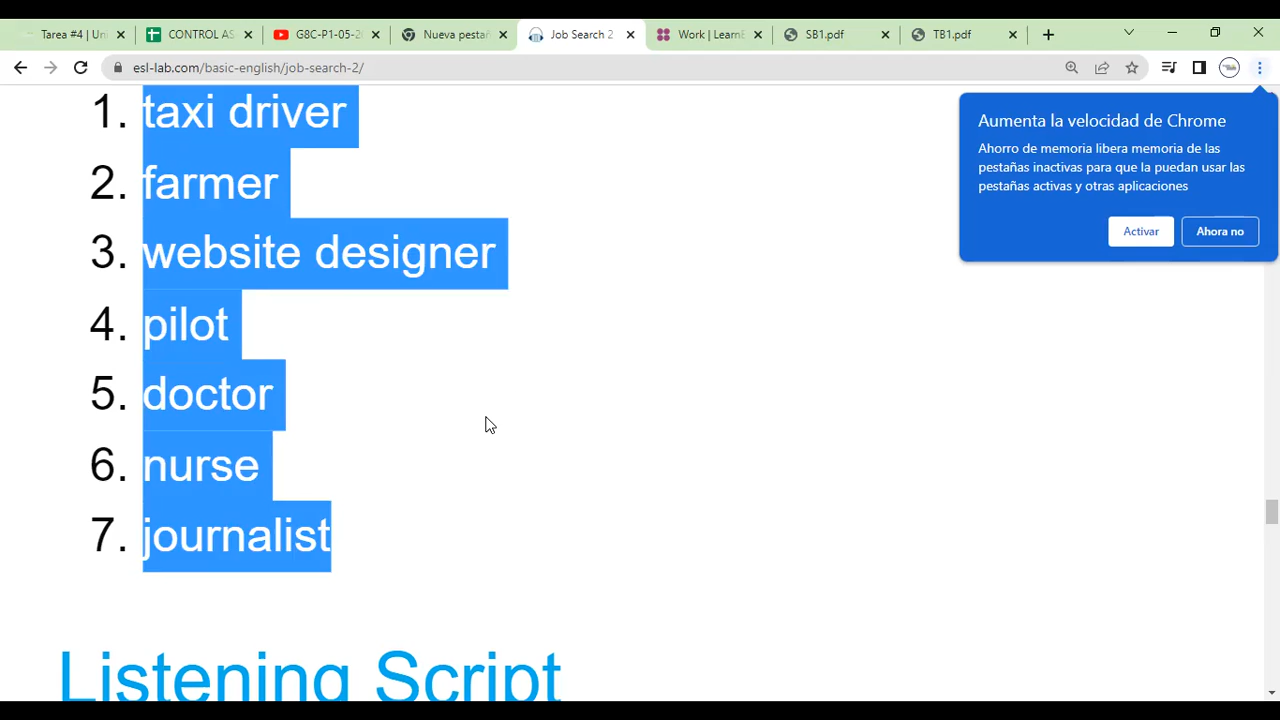 Tarea #4 | Uni
CONTROL AS
G8C-P1-05-2
Nueva pestañ
Job Search 2
Work | LearnE
SB1.pdf
TB1.pdf
esl-lab.com/basic-english/job-search-2/
Aumenta la velocidad de Chrome
Ahorro de memoria libera memoria de las
pestañas inactivas para que la puedan usar las
pestañas activas y otras aplicaciones
Activar
Ahora no
1. taxi driver
2. farmer
3. website designer
4. pilot
5. doctor
6. nurse
7. journalist
Listening Script